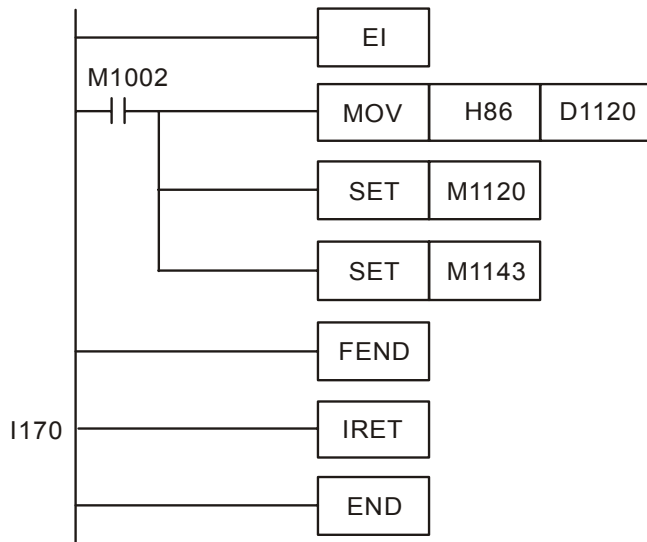 EI
M1002
MOV H86 D1120
SET M1120
SET M1143
FEND
I170 IRET
END